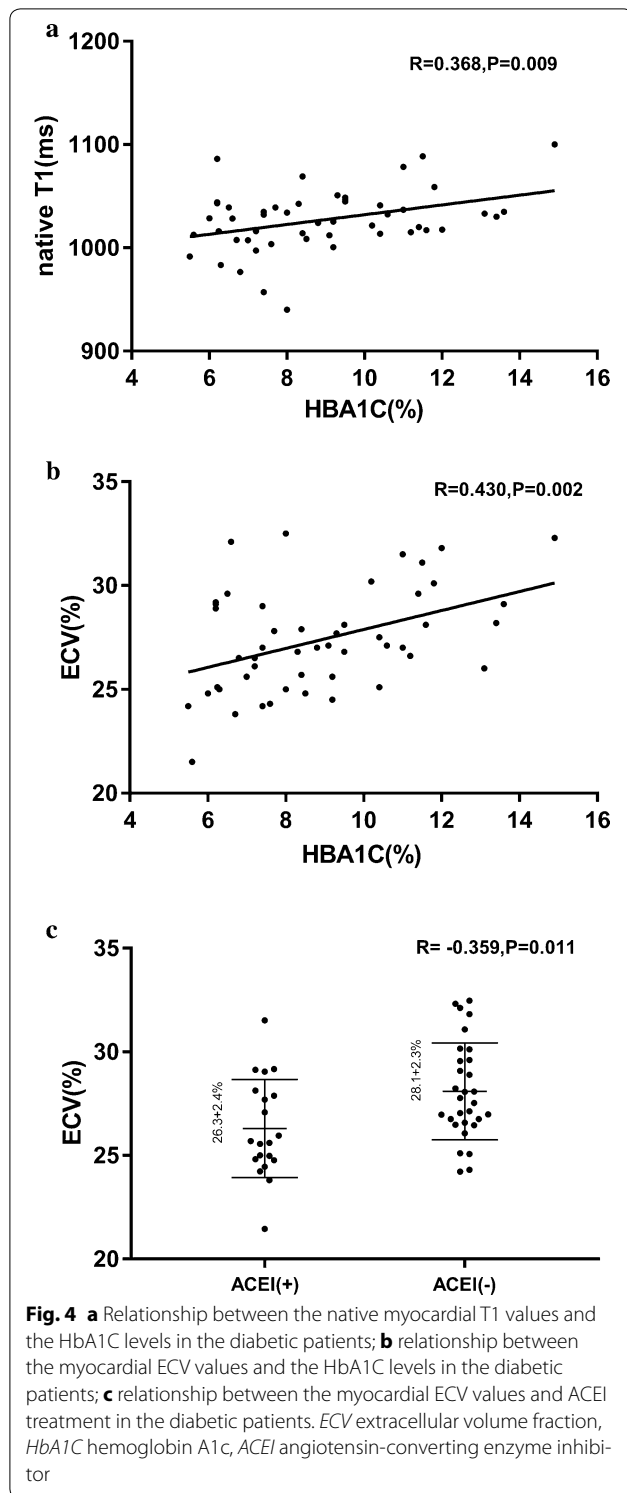 a
1200
1100
1000
900
native T1(ms)
R=0.368,P=0.009
4 6 8 10 12 14 16
HBA1C(%)
b
35
30
25
20
ECV(%)
R=0.430,P=0.002
4 6 8 10 12 14 16
HBA1C(%)
c
35
30
25
20
ECV(%)
R= -0.359,P=0.011
26.3+2.4%
28.1+2.3%
ACEI(+) ACEI(-)
Fig. 4 a Relationship between the native myocardial T1 values and
the HbA1C levels in the diabetic patients; b relationship between
the myocardial ECV values and the HbA1C levels in the diabetic
patients; c relationship between the myocardial ECV values and ACEI
treatment in the diabetic patients. ECV extracellular volume fraction,
HbA1C hemoglobin A1c, ACEI angiotensin-converting enzyme inhibi-
tor